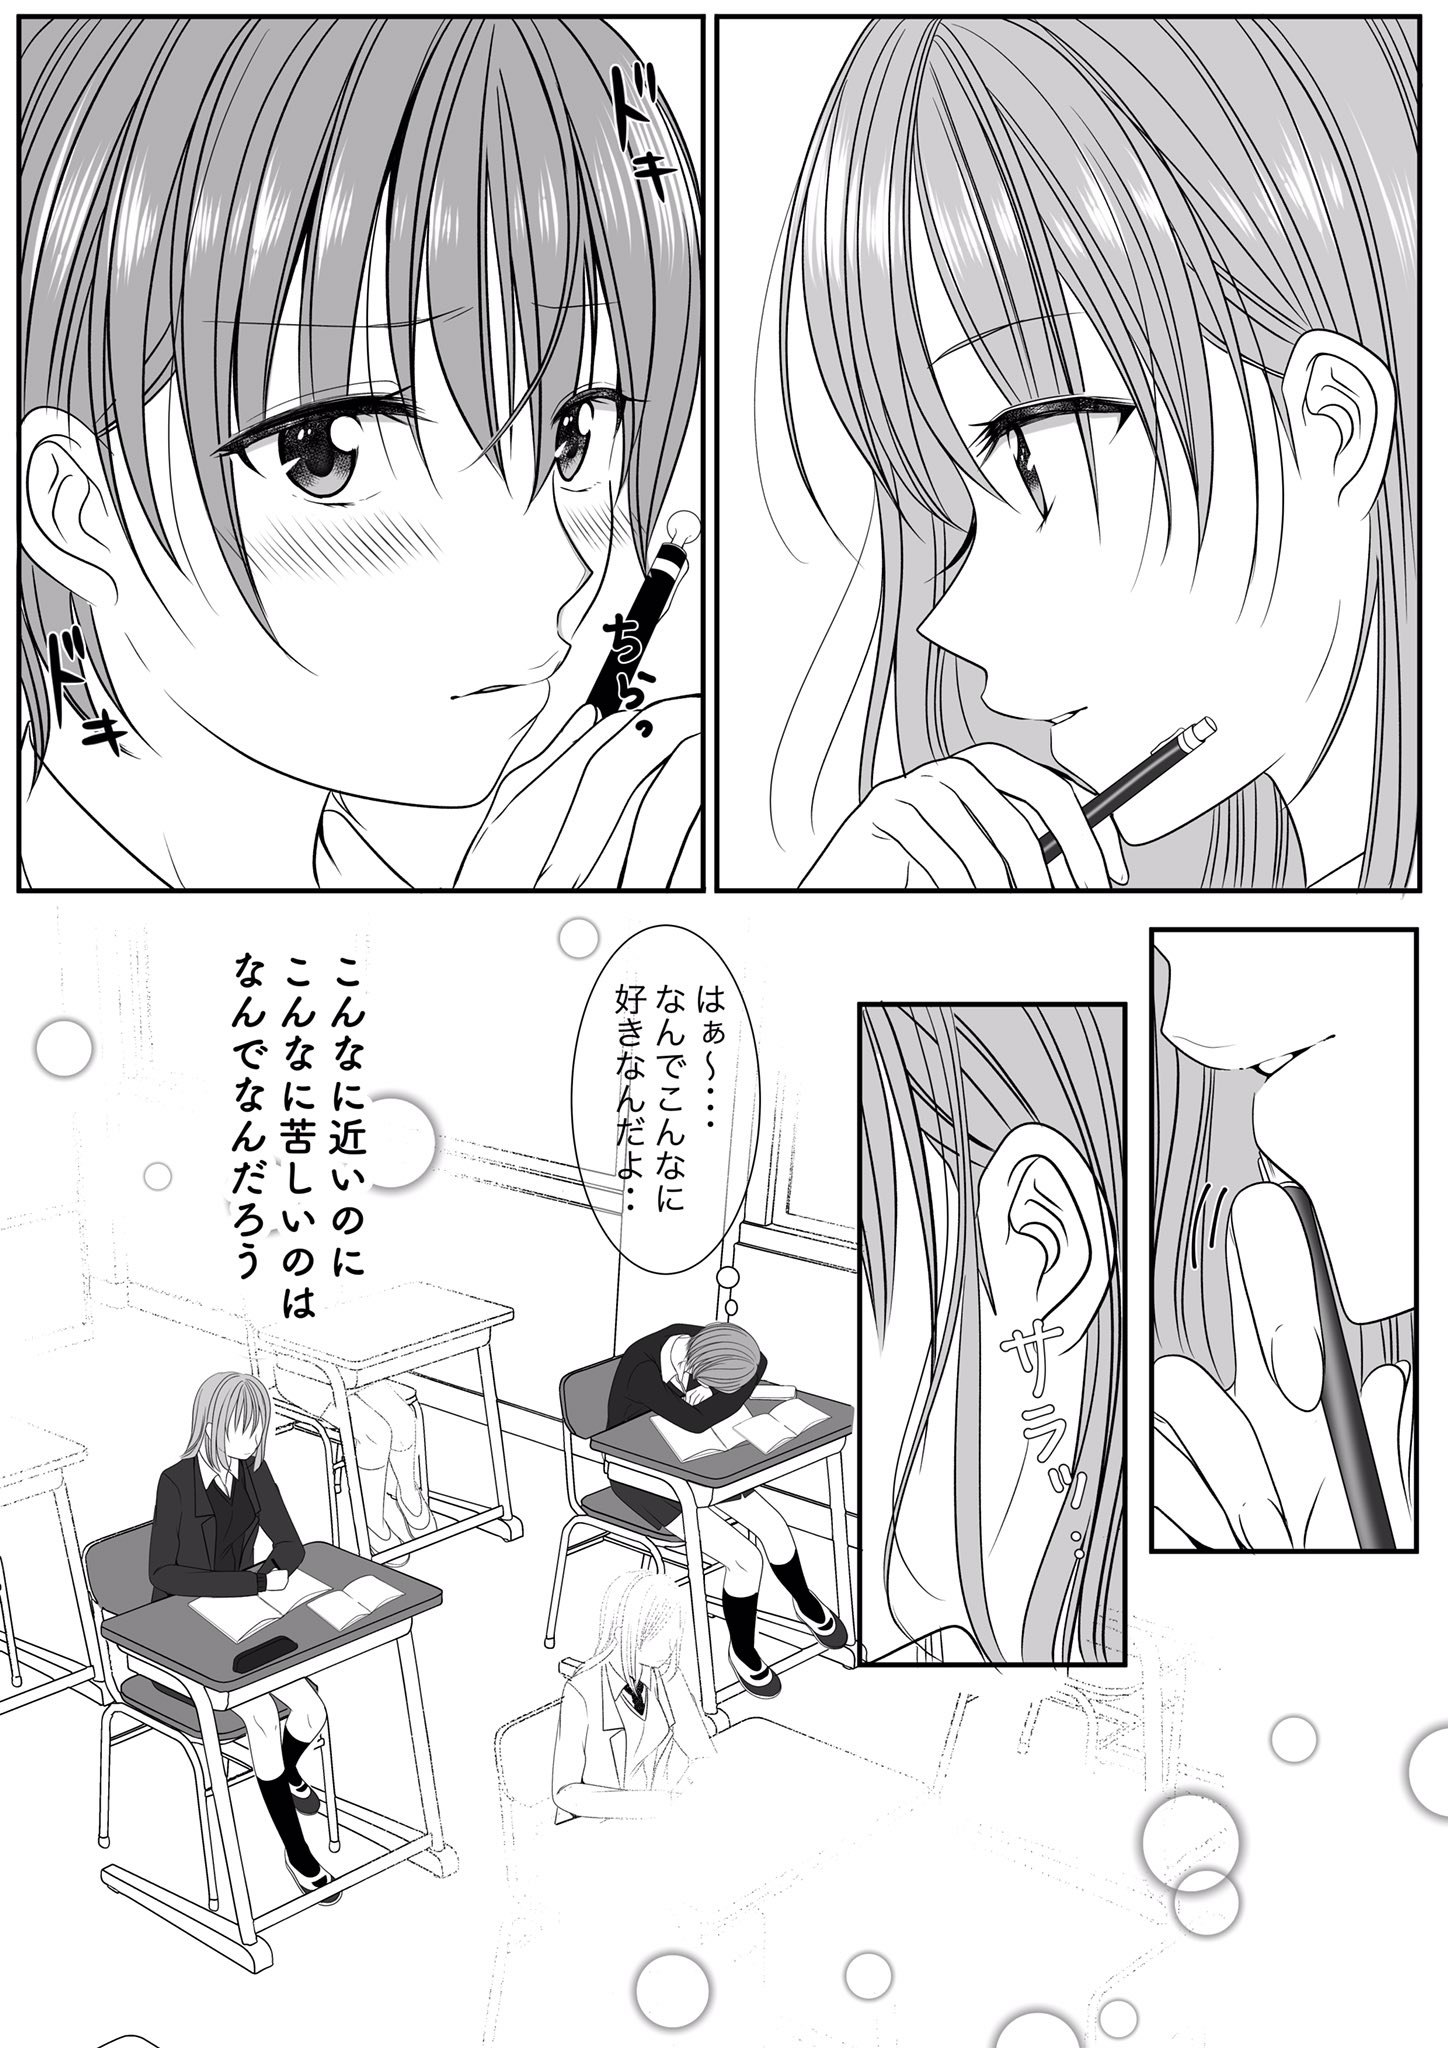 ドキ
ちらっ
ドキ
サラッ…
はぁ～…
なんでこんなに
好きなんだよ‥
こんなに近いのに
こんなに苦しいのは
なんでなんだろう